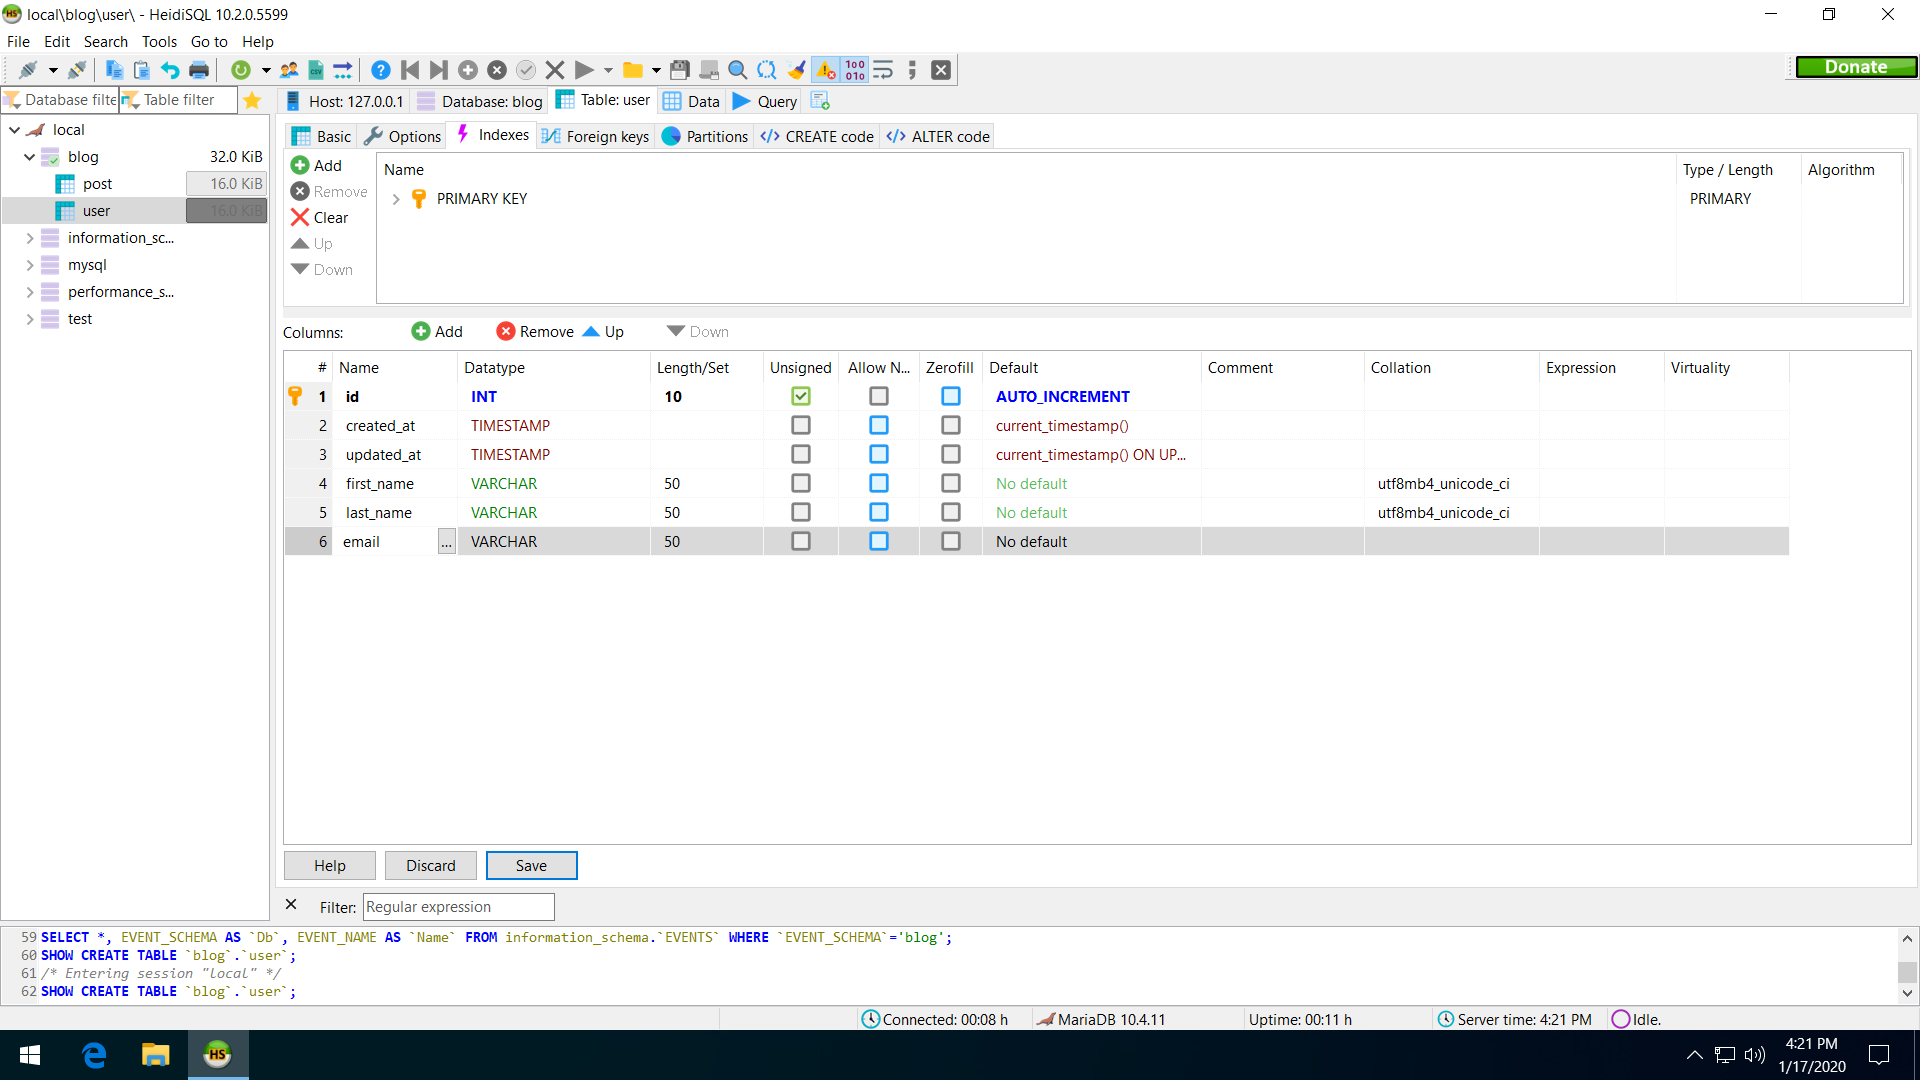 local\blog\user\ - HeidiSQL 10.2.0.5599
File Edit Search Tools Go to Help
Donate
Database filte Table filter
Host: 127.0.0.1 Database: blog Table: user Data Query
local
blog 32.0 KiB
post 16.0 KiB
user 16.0 KiB
information_sc...
mysql
performance_s...
test
Basic Options Indexes Foreign keys Partitions CREATE code ALTER code
Add
Remove
Clear
Up
Down
Name Type / Length Algorithm
PRIMARY KEY PRIMARY
Columns: Add Remove Up Down
# Name Datatype Length/Set Unsigned Allow N... Zerofill Default Comment Collation Expression Virtuality
1 id INT 10 AUTO_INCREMENT
2 created_at TIMESTAMP current_timestamp()
3 updated_at TIMESTAMP current_timestamp() ON UP...
4 first_name VARCHAR 50 No default utf8mb4_unicode_ci
5 last_name VARCHAR 50 No default utf8mb4_unicode_ci
6 email ... VARCHAR 50 No default
Help Discard Save
Filter: Regular expression
59 SELECT *, EVENT_SCHEMA AS `Db`, EVENT_NAME AS `Name` FROM information_schema.`EVENTS` WHERE `EVENT_SCHEMA`='blog';
60 SHOW CREATE TABLE `blog`.`user`;
61 /* Entering session "local" */
62 SHOW CREATE TABLE `blog`.`user`;
Connected: 00:08 h MariaDB 10.4.11 Uptime: 00:11 h Server time: 4:21 PM Idle.
HS
4:21 PM
1/17/2020